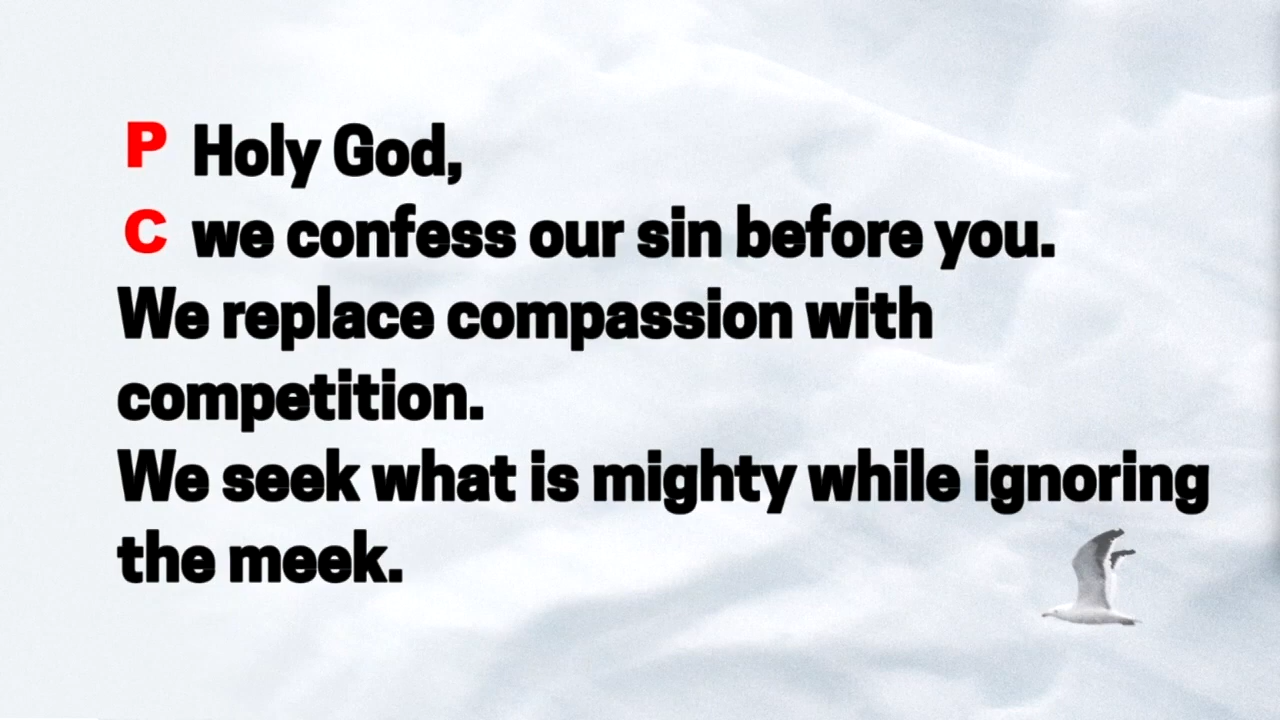 P Holy God,
C we confess our sin before you.
We replace compassion with
competition.
We seek what is mighty while ignoring
the meek.